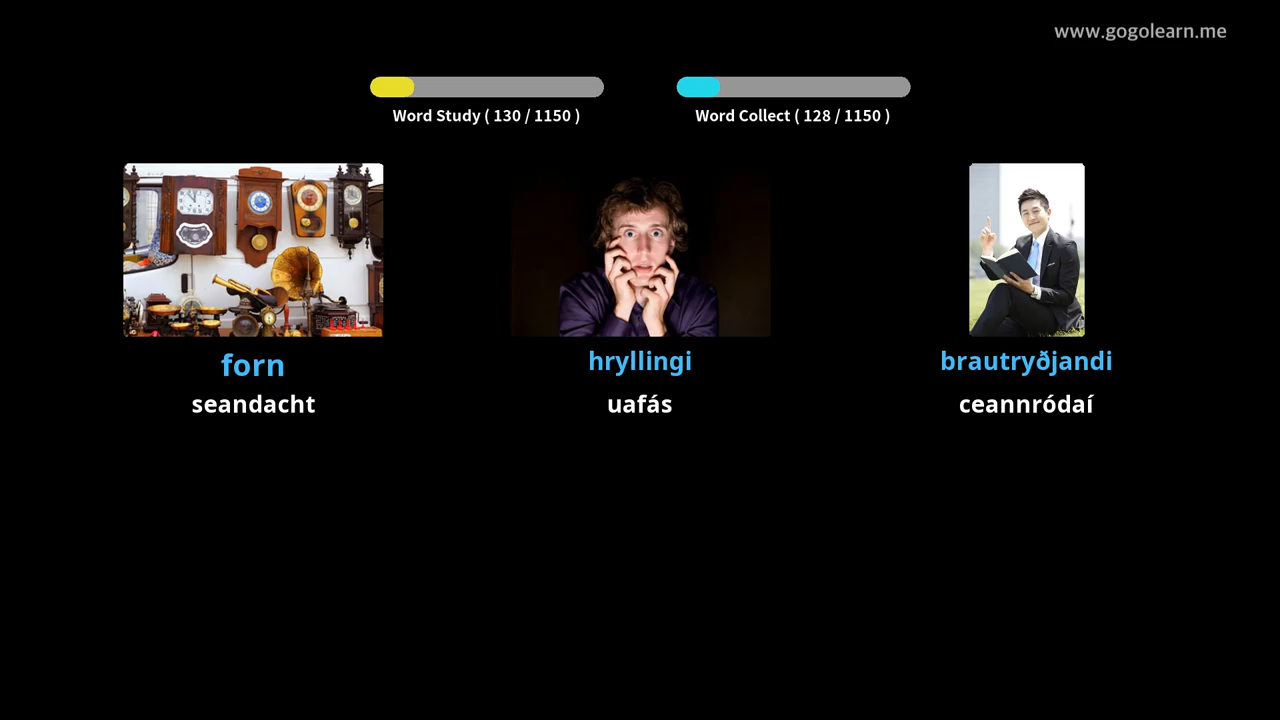 www.gogolearn.me
Word Study ( 130 / 1150 )
Word Collect ( 128 / 1150 )
forn
hryllingi
brautryðjandi
seandacht
uafás
ceannródaí